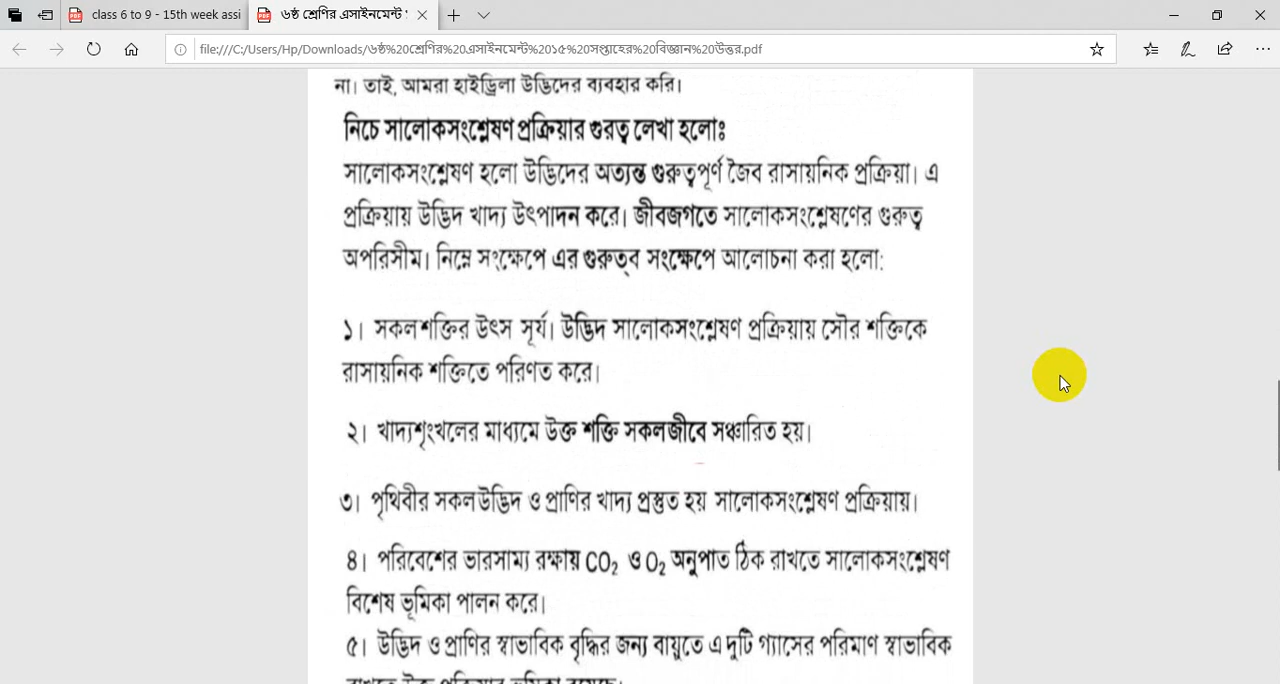 class 6 to 9 - 15th week assi
৬ষ্ঠ শ্রেণির এসাইনমেন্ট
file:///C:/Users/Hp/Downloads/৬ষ্ঠ%20শ্রেণির%20এসাইনমেন্ট%20১৫%20সপ্তাহের%20বিজ্ঞান%20উত্তর.pdf
না। তাই, আমরা হাইড্রিলা উদ্ভিদের ব্যবহার করি।
নিচে সালোকসংশ্লেষণ প্রক্রিয়ার গুরত্ব লেখা হলোঃ
সালোকসংশ্লেষণ হলো উদ্ভিদের অত্যন্ত গুরুত্বপূর্ণ জৈব রাসায়নিক প্রক্রিয়া। এ
প্রক্রিয়ায় উদ্ভিদ খাদ্য উৎপাদন করে। জীবজগতে সালোকসংশ্লেষণের গুরুত্ব
অপরিসীম। নিম্নে সংক্ষেপে এর গুরুত্ব সংক্ষেপে আলোচনা করা হলো:
১। সকল শক্তির উৎস সূর্য। উদ্ভিদ সালোকসংশ্লেষণ প্রক্রিয়ায় সৌর শক্তিকে
রাসায়নিক শক্তিতে পরিণত করে।
২। খাদ্যশৃংখলের মাধ্যমে উক্ত শক্তি সকল জীবে সঞ্চারিত হয়।
৩। পৃথিবীর সকল উদ্ভিদ ও প্রাণির খাদ্য প্রস্তুত হয় সালোকসংশ্লেষণ প্রক্রিয়ায়।
৪। পরিবেশের ভারসাম্য রক্ষায় CO₂ ও O₂ অনুপাত ঠিক রাখতে সালোকসংশ্লেষণ
বিশেষ ভূমিকা পালন করে।
৫। উদ্ভিদ ও প্রাণির স্বাভাবিক বৃদ্ধির জন্য বায়ুতে এ দুটি গ্যাসের পরিমাণ স্বাভাবিক